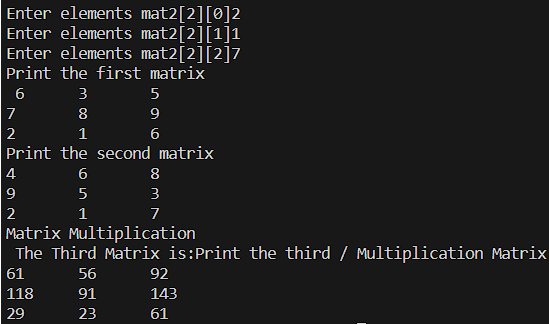 Enter elements mat2[2][0]2
Enter elements mat2[2][1]1
Enter elements mat2[2][2]7
Print the first matrix
 6      3       5
7       8       9
2       1       6
Print the second matrix
4       6       8
9       5       3
2       1       7
Matrix Multiplication
 The Third Matrix is:Print the third / Multiplication Matrix
61      56      92
118     91      143
29      23      61